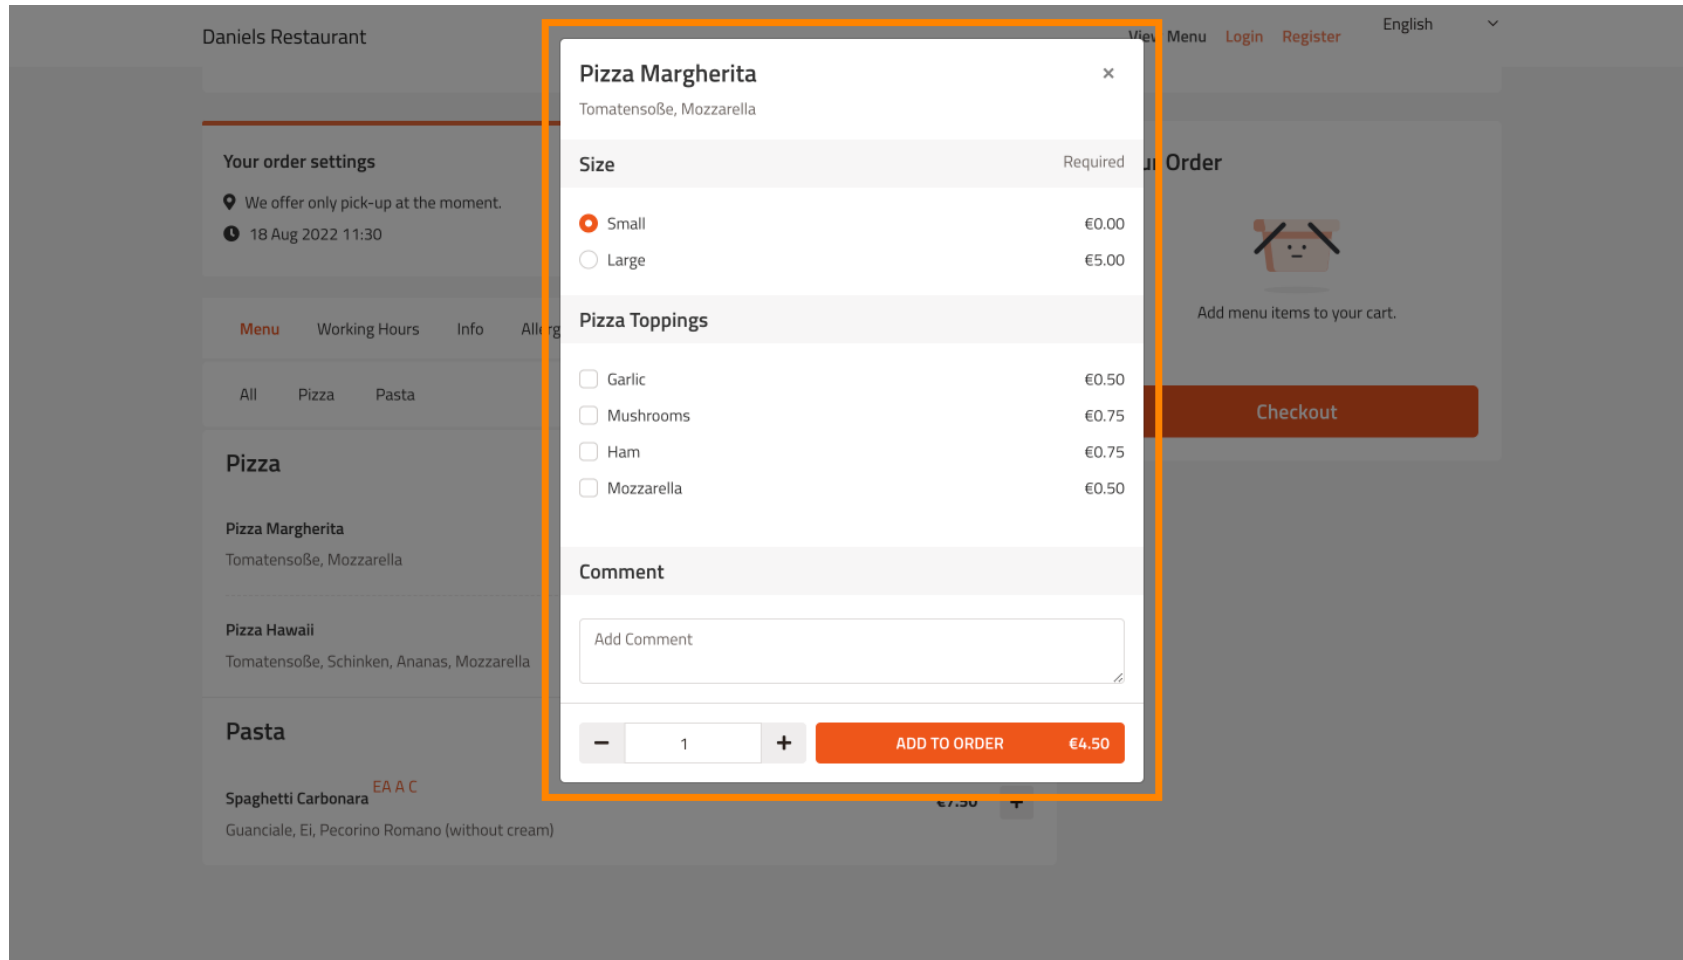 Daniels Restaurant
View Menu Login Register English
Your order settings
We offer only pick-up at the moment.
18 Aug 2022 11:30
Menu Working Hours Info
All Pizza Pasta
Pizza
Pizza Margherita
Tomatensoße, Mozzarella
Pizza Hawaii
Tomatensoße, Schinken, Ananas, Mozzarella
Pasta
Spaghetti Carbonara EA A C
€7.50 +
Guanciale, Ei, Pecorino Romano (without cream)
Pizza Margherita ×
Tomatensoße, Mozzarella
Size Required
Small €0.00
Large €5.00
Pizza Toppings
Garlic €0.50
Mushrooms €0.75
Ham €0.75
Mozzarella €0.50
Comment
Add Comment
− 1 + ADD TO ORDER €4.50
Order
Add menu items to your cart.
Checkout